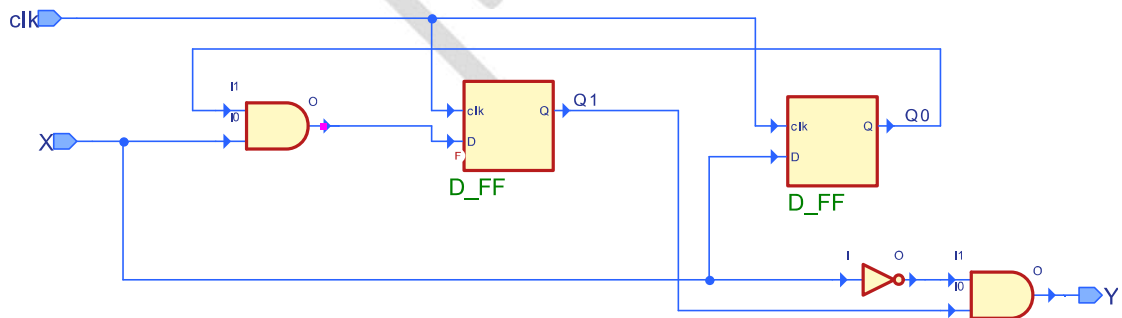 clk
I1
I0
O
X
clk
Q
D
F
D_FF
Q1
clk
Q
D
D_FF
Q0
I
O
I1
I0
O
Y